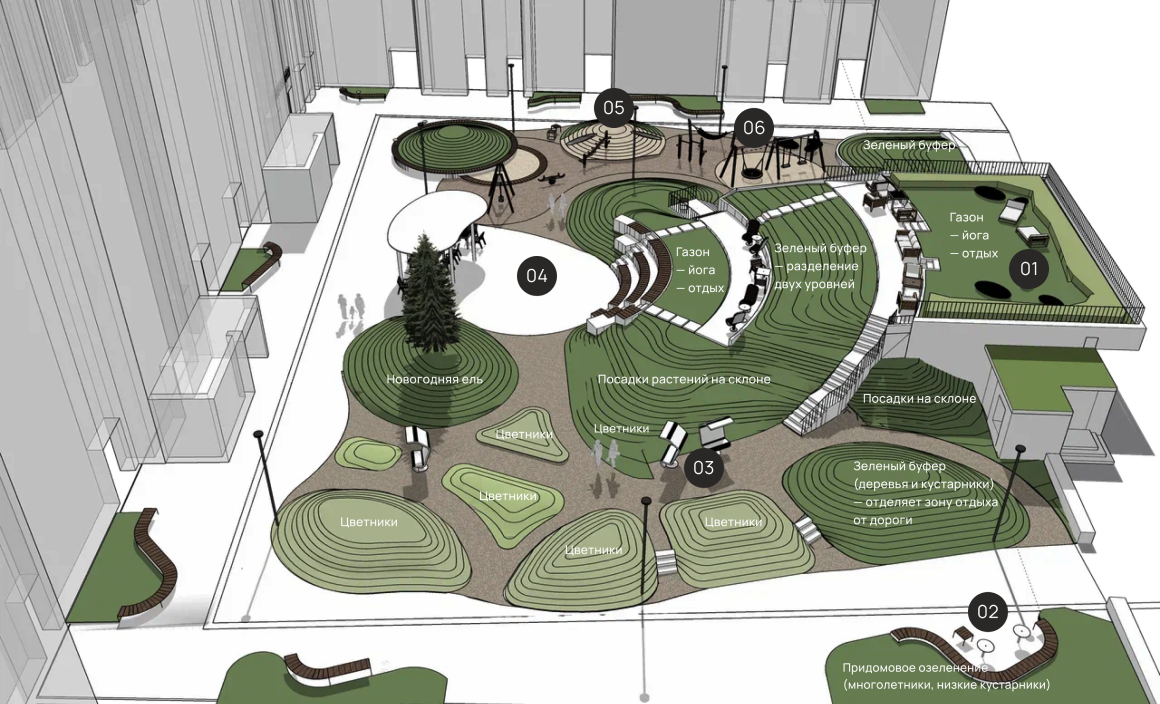 05
06
Зеленый буфер
Газон
— йога
— отдых
01
Газон
— йога
— отдых
Зеленый буфер
— разделение
двух уровней
04
Новогодняя ель
Посадки растений на склоне
Посадки на склоне
Цветники
Цветники
03
Зеленый буфер
(деревья и кустарники)
— отделяет зону отдыха
от дороги
Цветники
Цветники
Цветники
Цветники
02
Придомовое озеленение
(многолетники, низкие кустарники)